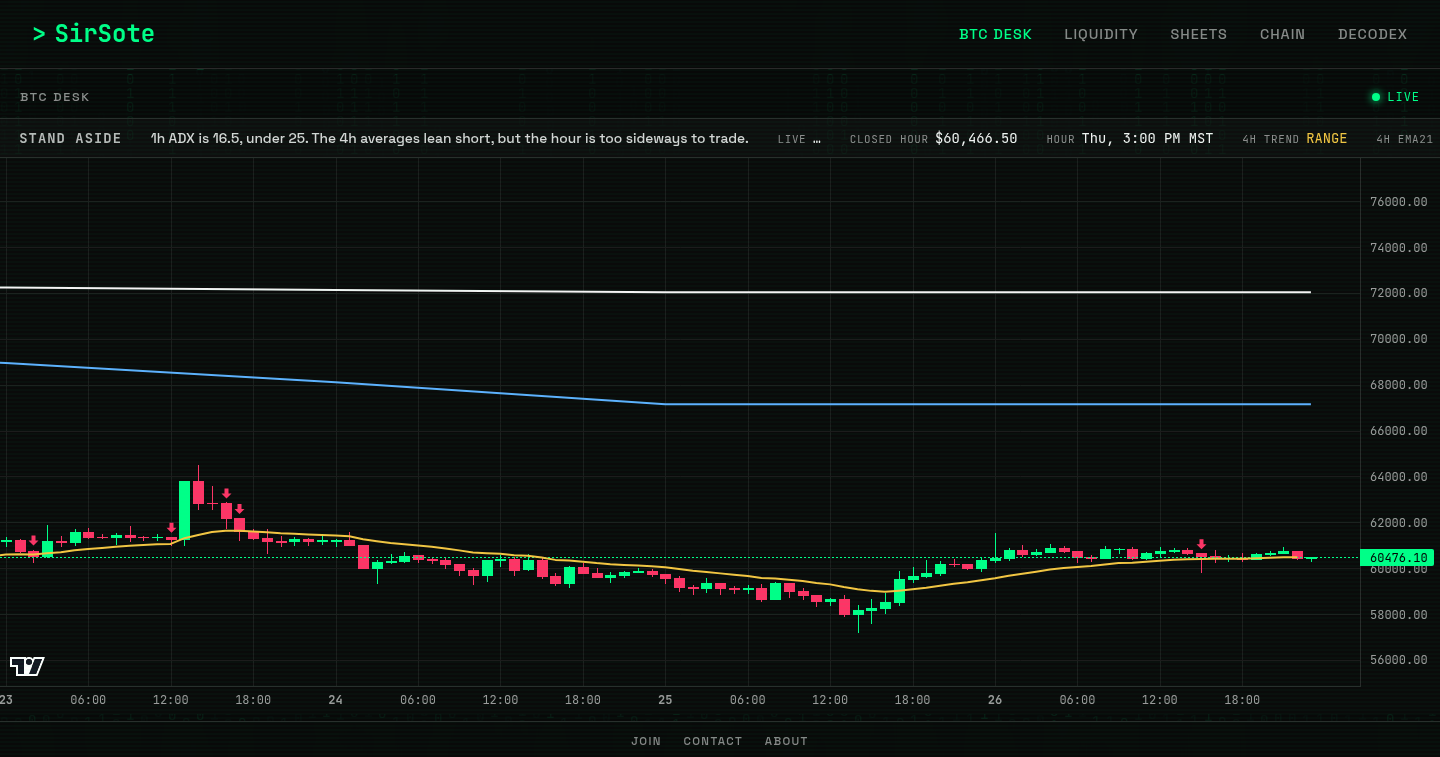 > SirSote
BTC DESK LIQUIDITY SHEETS CHAIN DECODEX
BTC DESK
LIVE
STAND ASIDE 1h ADX is 16.5, under 25. The 4h averages lean short, but the hour is too sideways to trade. LIVE … CLOSED HOUR $60,466.50 HOUR Thu, 3:00 PM MST 4H TREND RANGE 4H EMA21
76000.00
74000.00
72000.00
70000.00
68000.00
66000.00
64000.00
62000.00
60476.10
60000.00
58000.00
56000.00
23 06:00 12:00 18:00 24 06:00 12:00 18:00 25 06:00 12:00 18:00 26 06:00 12:00 18:00
JOIN CONTACT ABOUT